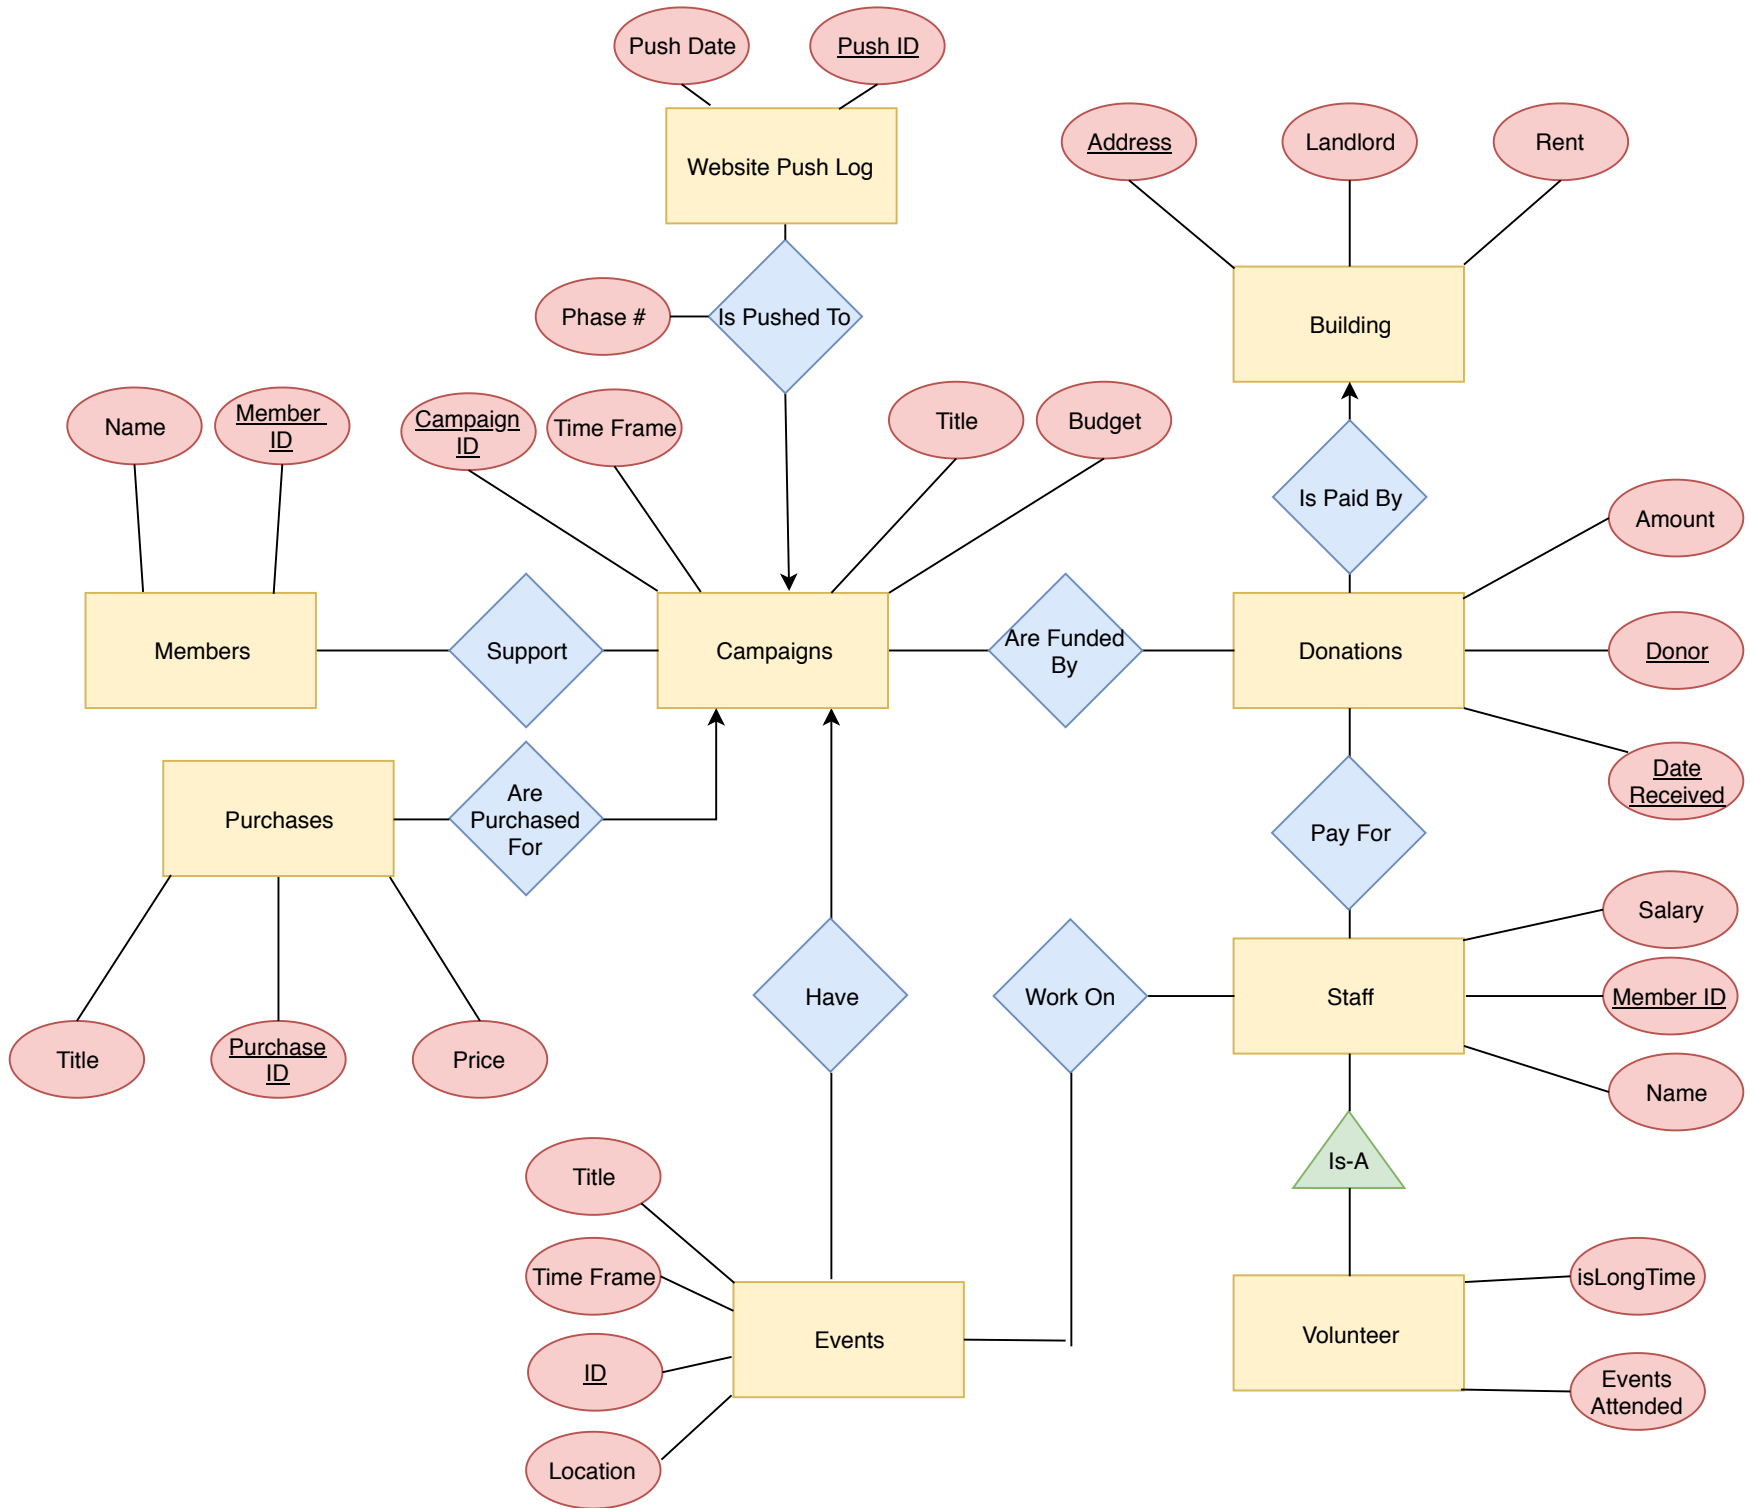 Push Date
Push ID
Website Push Log
Address
Landlord
Rent
Phase #
Is Pushed To
Building
Name
Member
ID
Campaign
ID
Time Frame
Title
Budget
Is Paid By
Amount
Members
Support
Campaigns
Are Funded
By
Donations
Donor
Date
Received
Purchases
Are
Purchased
For
Pay For
Salary
Have
Work On
Staff
Member ID
Title
Purchase
ID
Price
Name
Title
Is-A
Time Frame
isLongTime
Events
Volunteer
ID
Events
Attended
Location